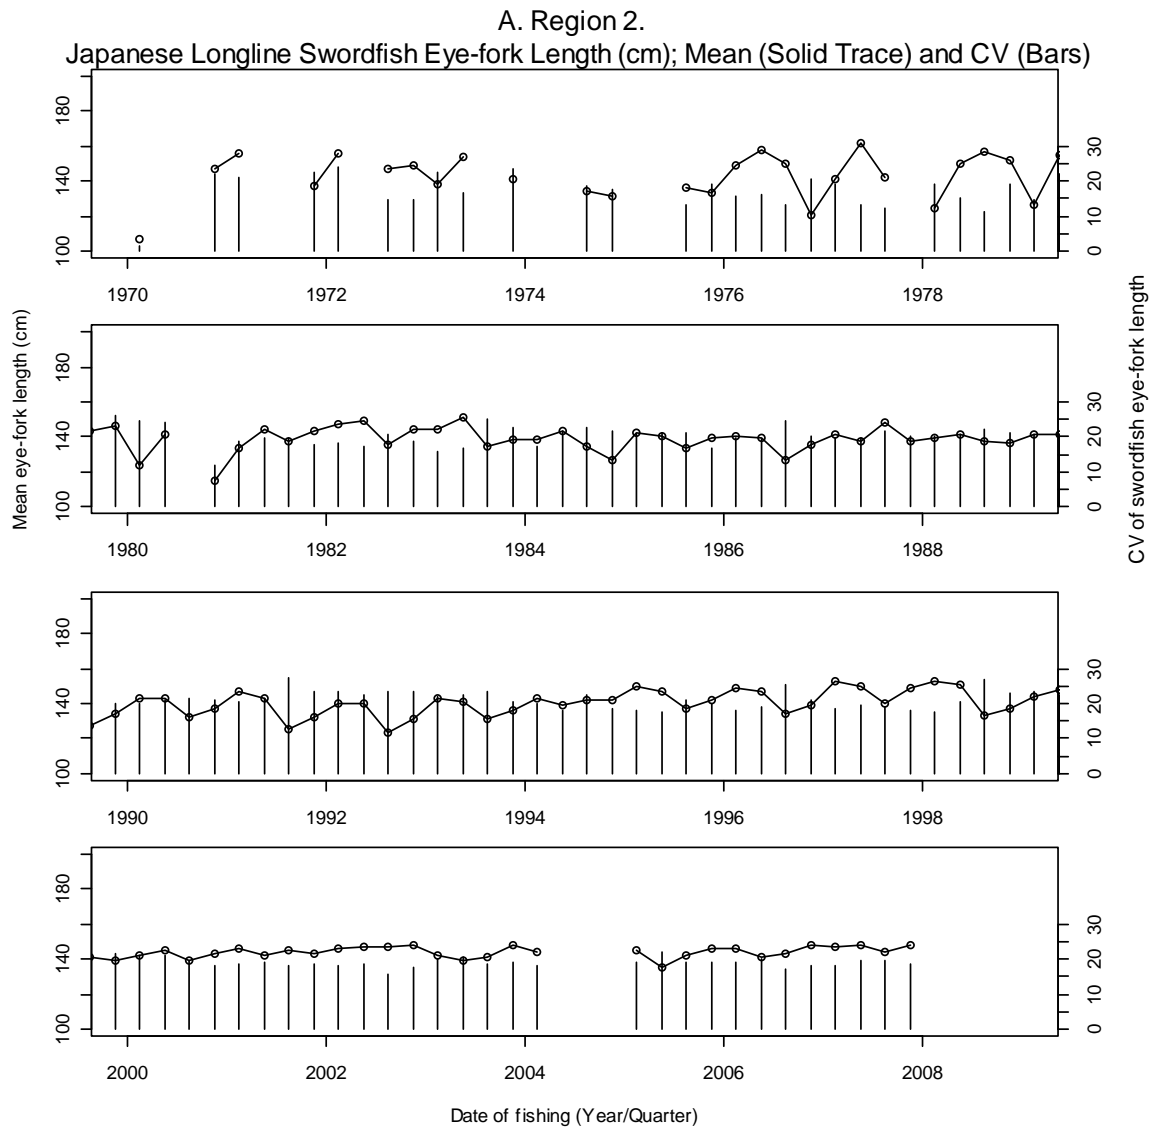 A. Region 2.
Japanese Longline Swordfish Eye-fork Length (cm); Mean (Solid Trace) and CV (Bars)
Mean eye-fork length (cm)
CV of swordfish eye-fork length
100 140 180
0 10 20 30
1970 1972 1974 1976 1978
100 140 180
0 10 20 30
1980 1982 1984 1986 1988
100 140 180
0 10 20 30
1990 1992 1994 1996 1998
100 140 180
0 10 20 30
2000 2002 2004 2006 2008
Date of fishing (Year/Quarter)